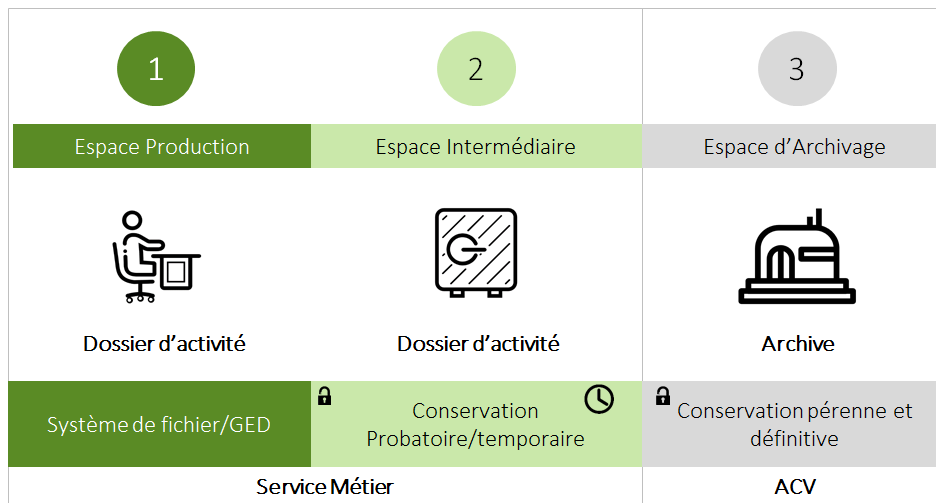 1
2
3
Espace Production
Espace Intermédiaire
Espace d’Archivage
Dossier d’activité
Dossier d’activité
Archive
Système de fichier/GED
Conservation
Probatoire/temporaire
Conservation pérenne et
définitive
Service Métier
ACV